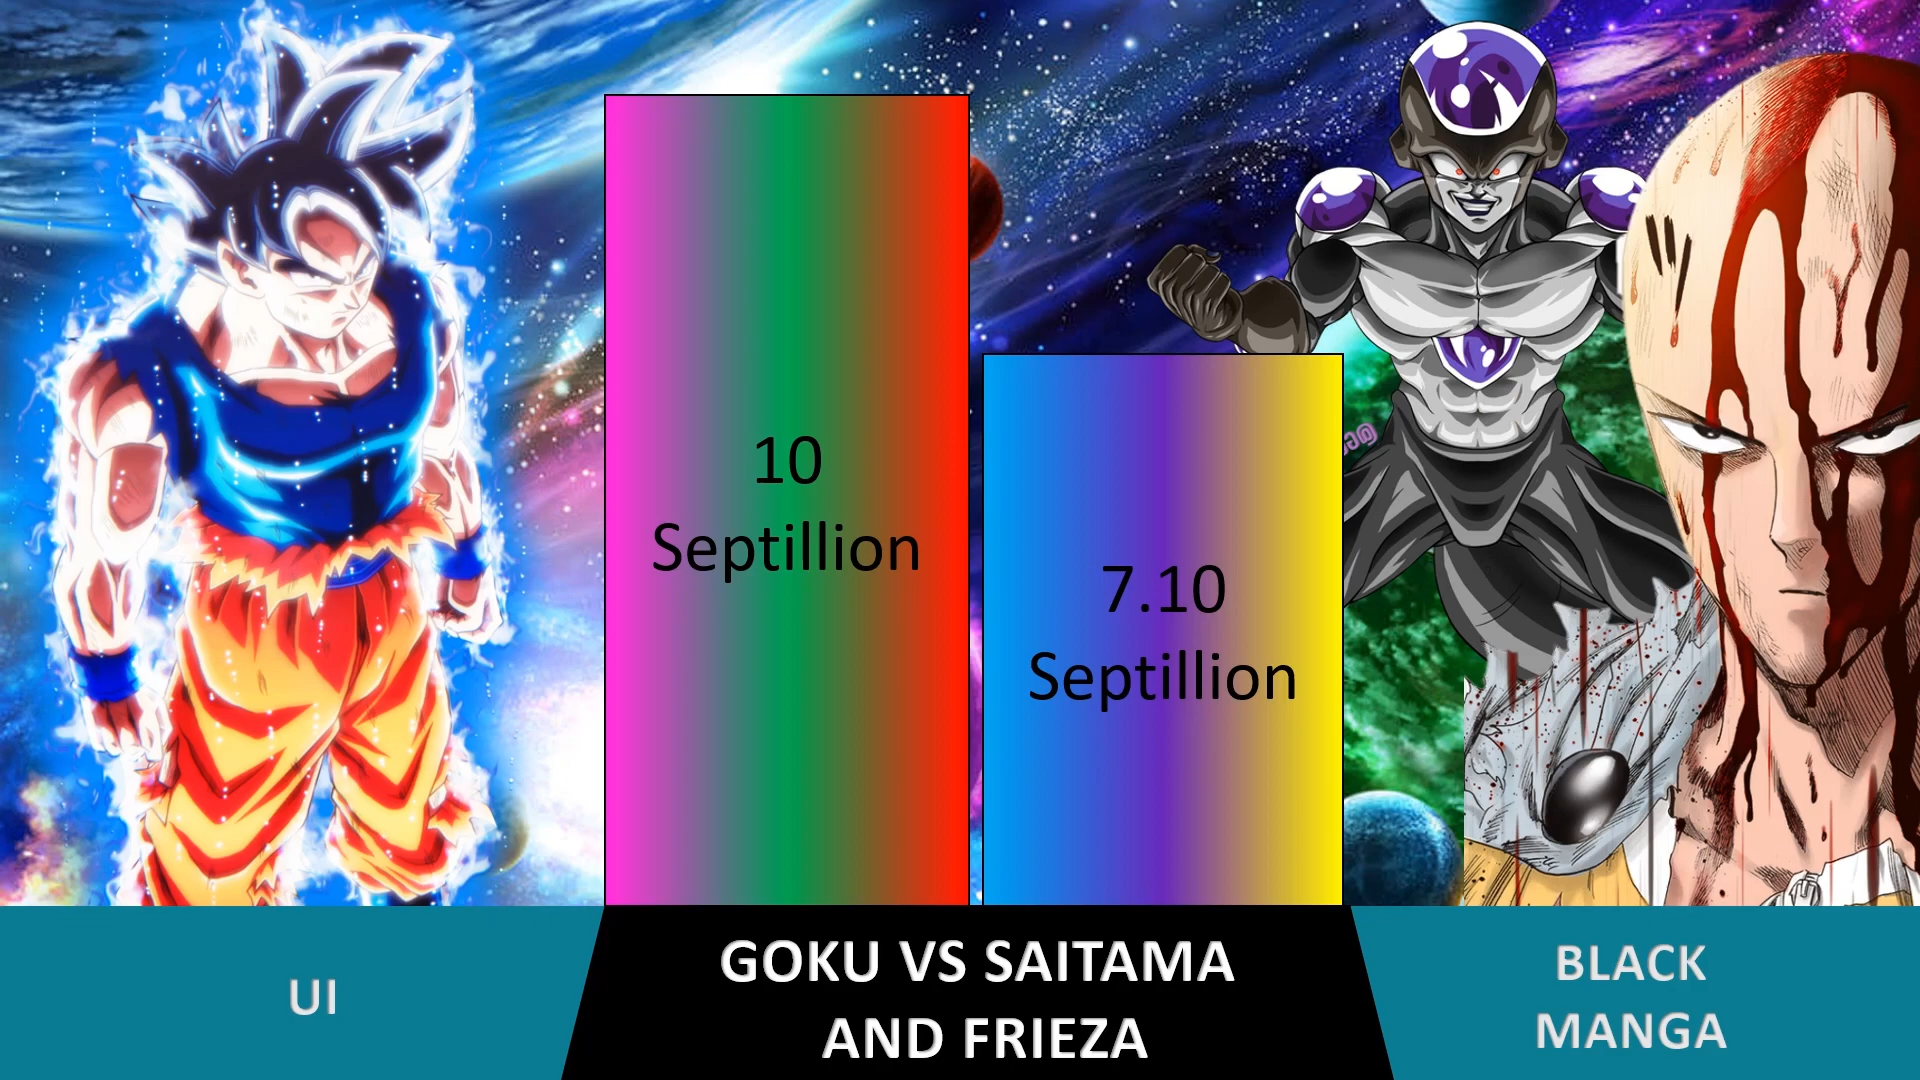 10
Septillion
7.10
Septillion
UI
GOKU VS SAITAMA
AND FRIEZA
BLACK
MANGA